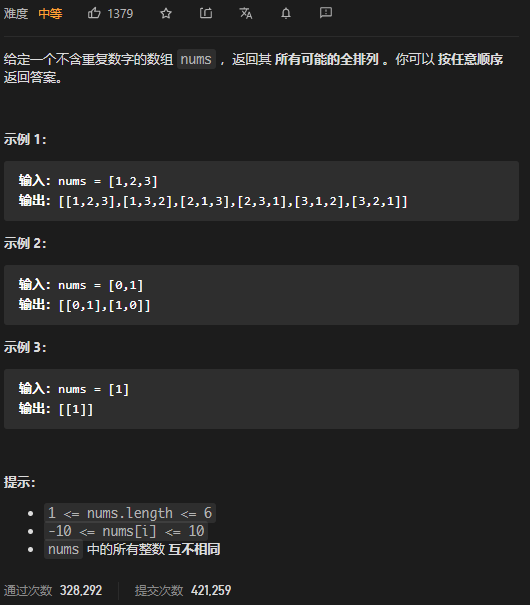 难度 中等 1379
给定一个不含重复数字的数组 nums ，返回其 所有可能的全排列 。你可以 按任意顺序
返回答案。
示例 1：
输入：nums = [1,2,3]
输出：[[1,2,3],[1,3,2],[2,1,3],[2,3,1],[3,1,2],[3,2,1]]
示例 2：
输入：nums = [0,1]
输出：[[0,1],[1,0]]
示例 3：
输入：nums = [1]
输出：[[1]]
提示：
• 1 <= nums.length <= 6
• -10 <= nums[i] <= 10
• nums 中的所有整数 互不相同
通过次数 328,292 提交次数 421,259